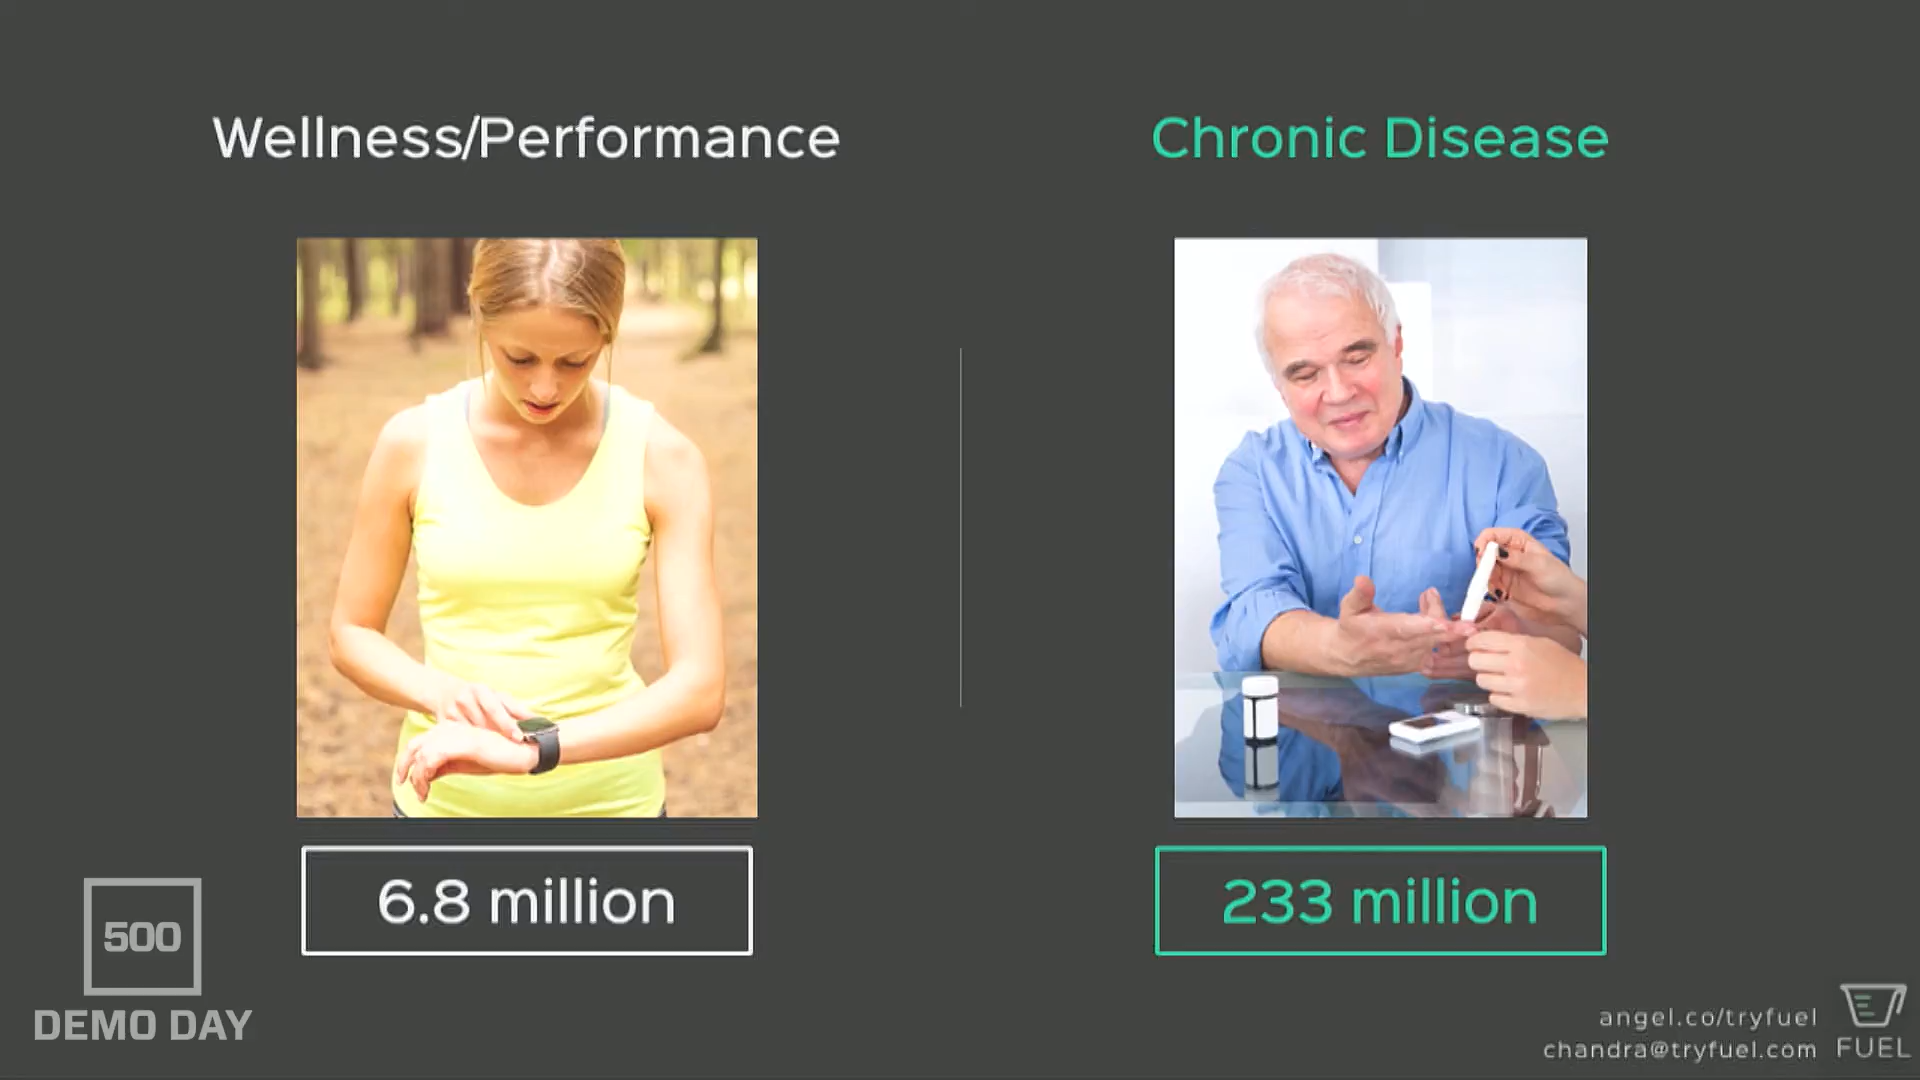 Wellness/Performance
Chronic Disease
6.8 million
233 million
500
DEMO DAY
angel.co/tryfuel
chandra@tryfuel.com
FUEL